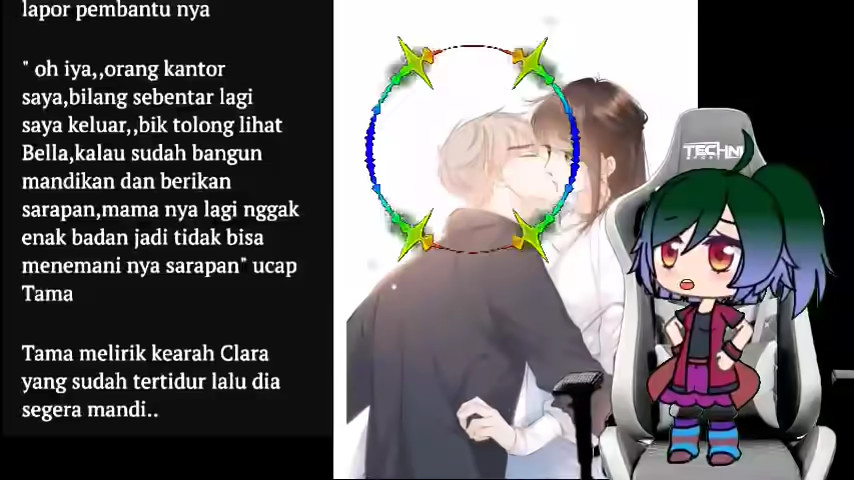 lapor pembantu nya
" oh iya,,orang kantor
saya,bilang sebentar lagi
saya keluar,,bik tolong lihat
Bella,kalau sudah bangun
mandikan dan berikan
sarapan,mama nya lagi nggak
enak badan jadi tidak bisa
menemani nya sarapan" ucap
Tama
Tama melirik kearah Clara
yang sudah tertidur lalu dia
segera mandi..
TECHNI